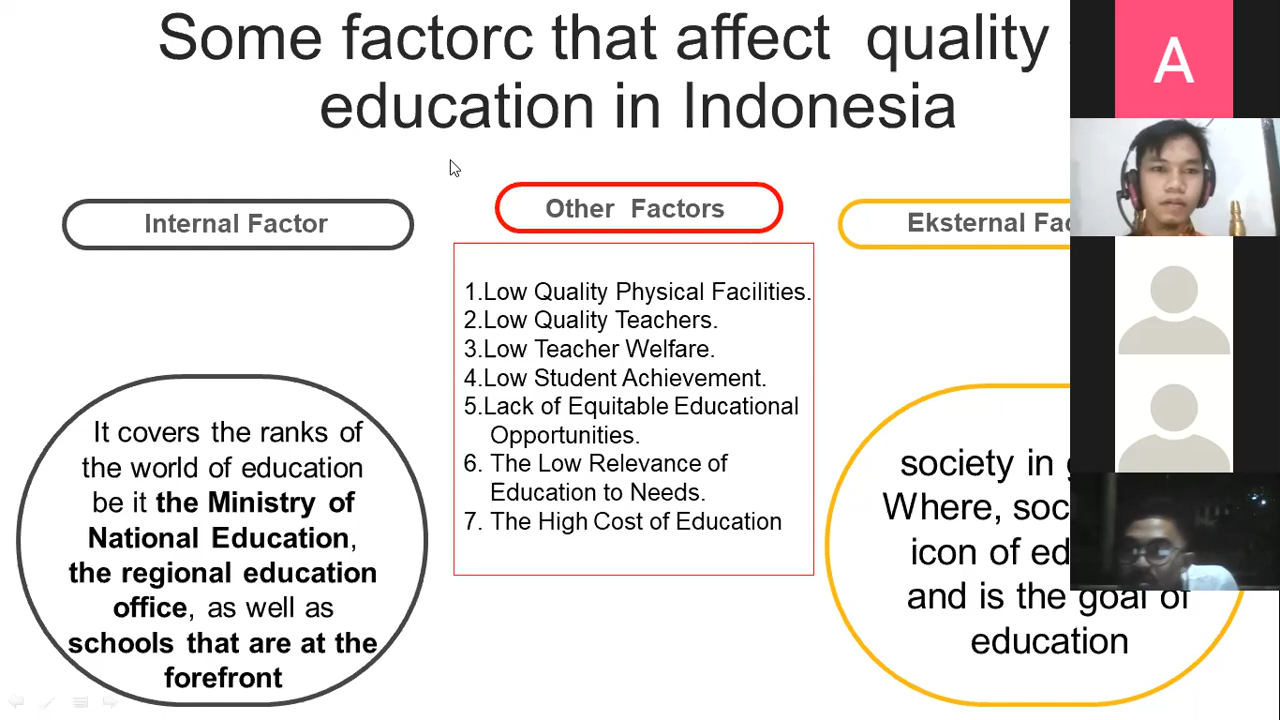 Some factorc that affect quality
education in Indonesia
A
Internal Factor
Other Factors
Eksternal
1.Low Quality Physical Facilities.
2.Low Quality Teachers.
3.Low Teacher Welfare.
4.Low Student Achievement.
5.Lack of Equitable Educational
Opportunities.
6. The Low Relevance of
Education to Needs.
7. The High Cost of Education
It covers the ranks of
the world of education
be it the Ministry of
National Education,
the regional education
office, as well as
schools that are at the
forefront
society in
Where,
icon of
and is the goal of
education